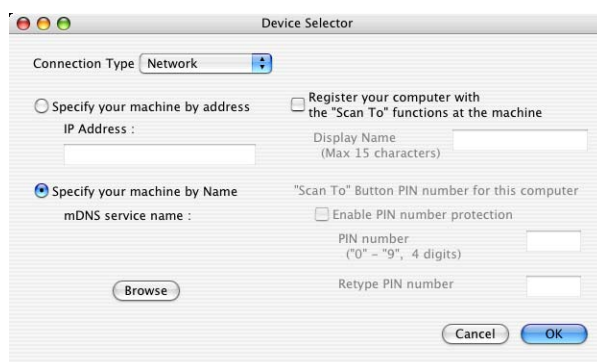 Device Selector
Connection Type Network
Specify your machine by address
IP Address :
Specify your machine by Name
mDNS service name :
Browse
Register your computer with
the "Scan To" functions at the machine
Display Name
(Max 15 characters)
"Scan To" Button PIN number for this computer
Enable PIN number protection
PIN number
("0" – "9", 4 digits)
Retype PIN number
Cancel OK